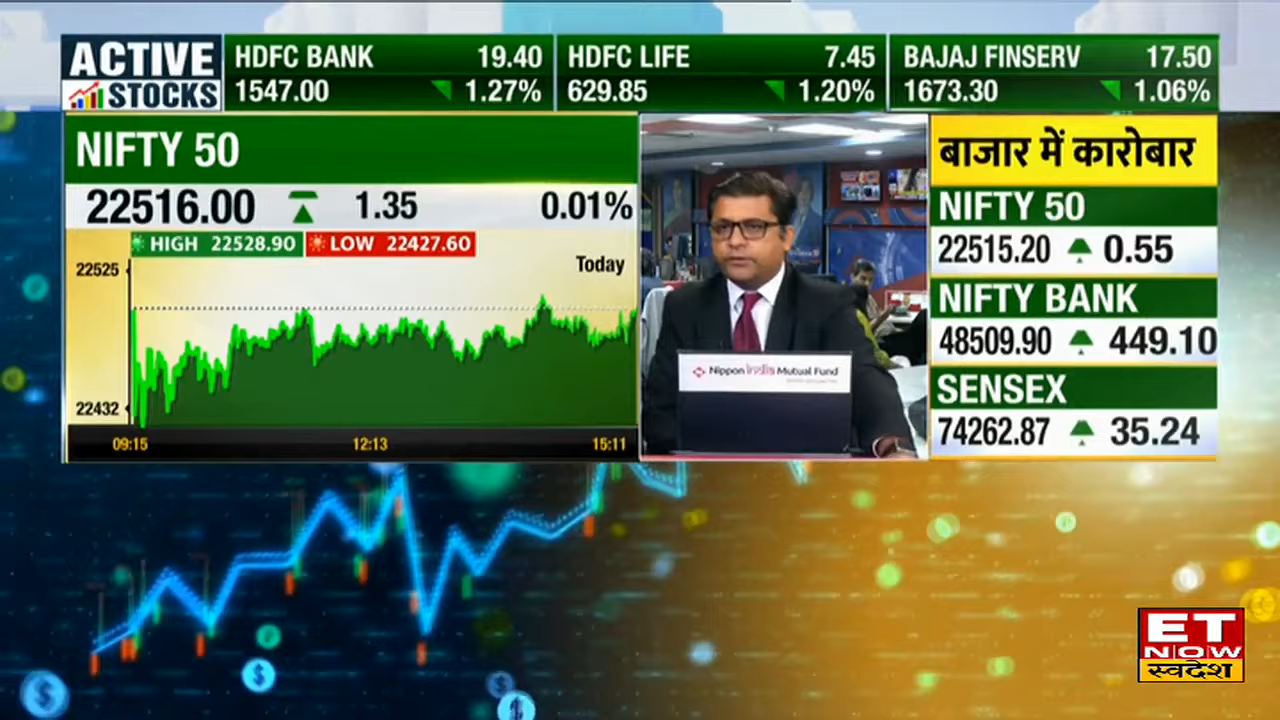 ACTIVE
STOCKS
HDFC BANK 19.40
1547.00 1.27%
HDFC LIFE 7.45
629.85 1.20%
BAJAJ FINSERV 17.50
1673.30 1.06%
NIFTY 50
22516.00 1.35 0.01%
HIGH 22528.90 LOW 22427.60
Today
22525
22432
09:15 12:13 15:11
Nippon india Mutual Fund
बाजार में कारोबार
NIFTY 50
22515.20 0.55
NIFTY BANK
48509.90 449.10
SENSEX
74262.87 35.24
ET
NOW
स्वदेश